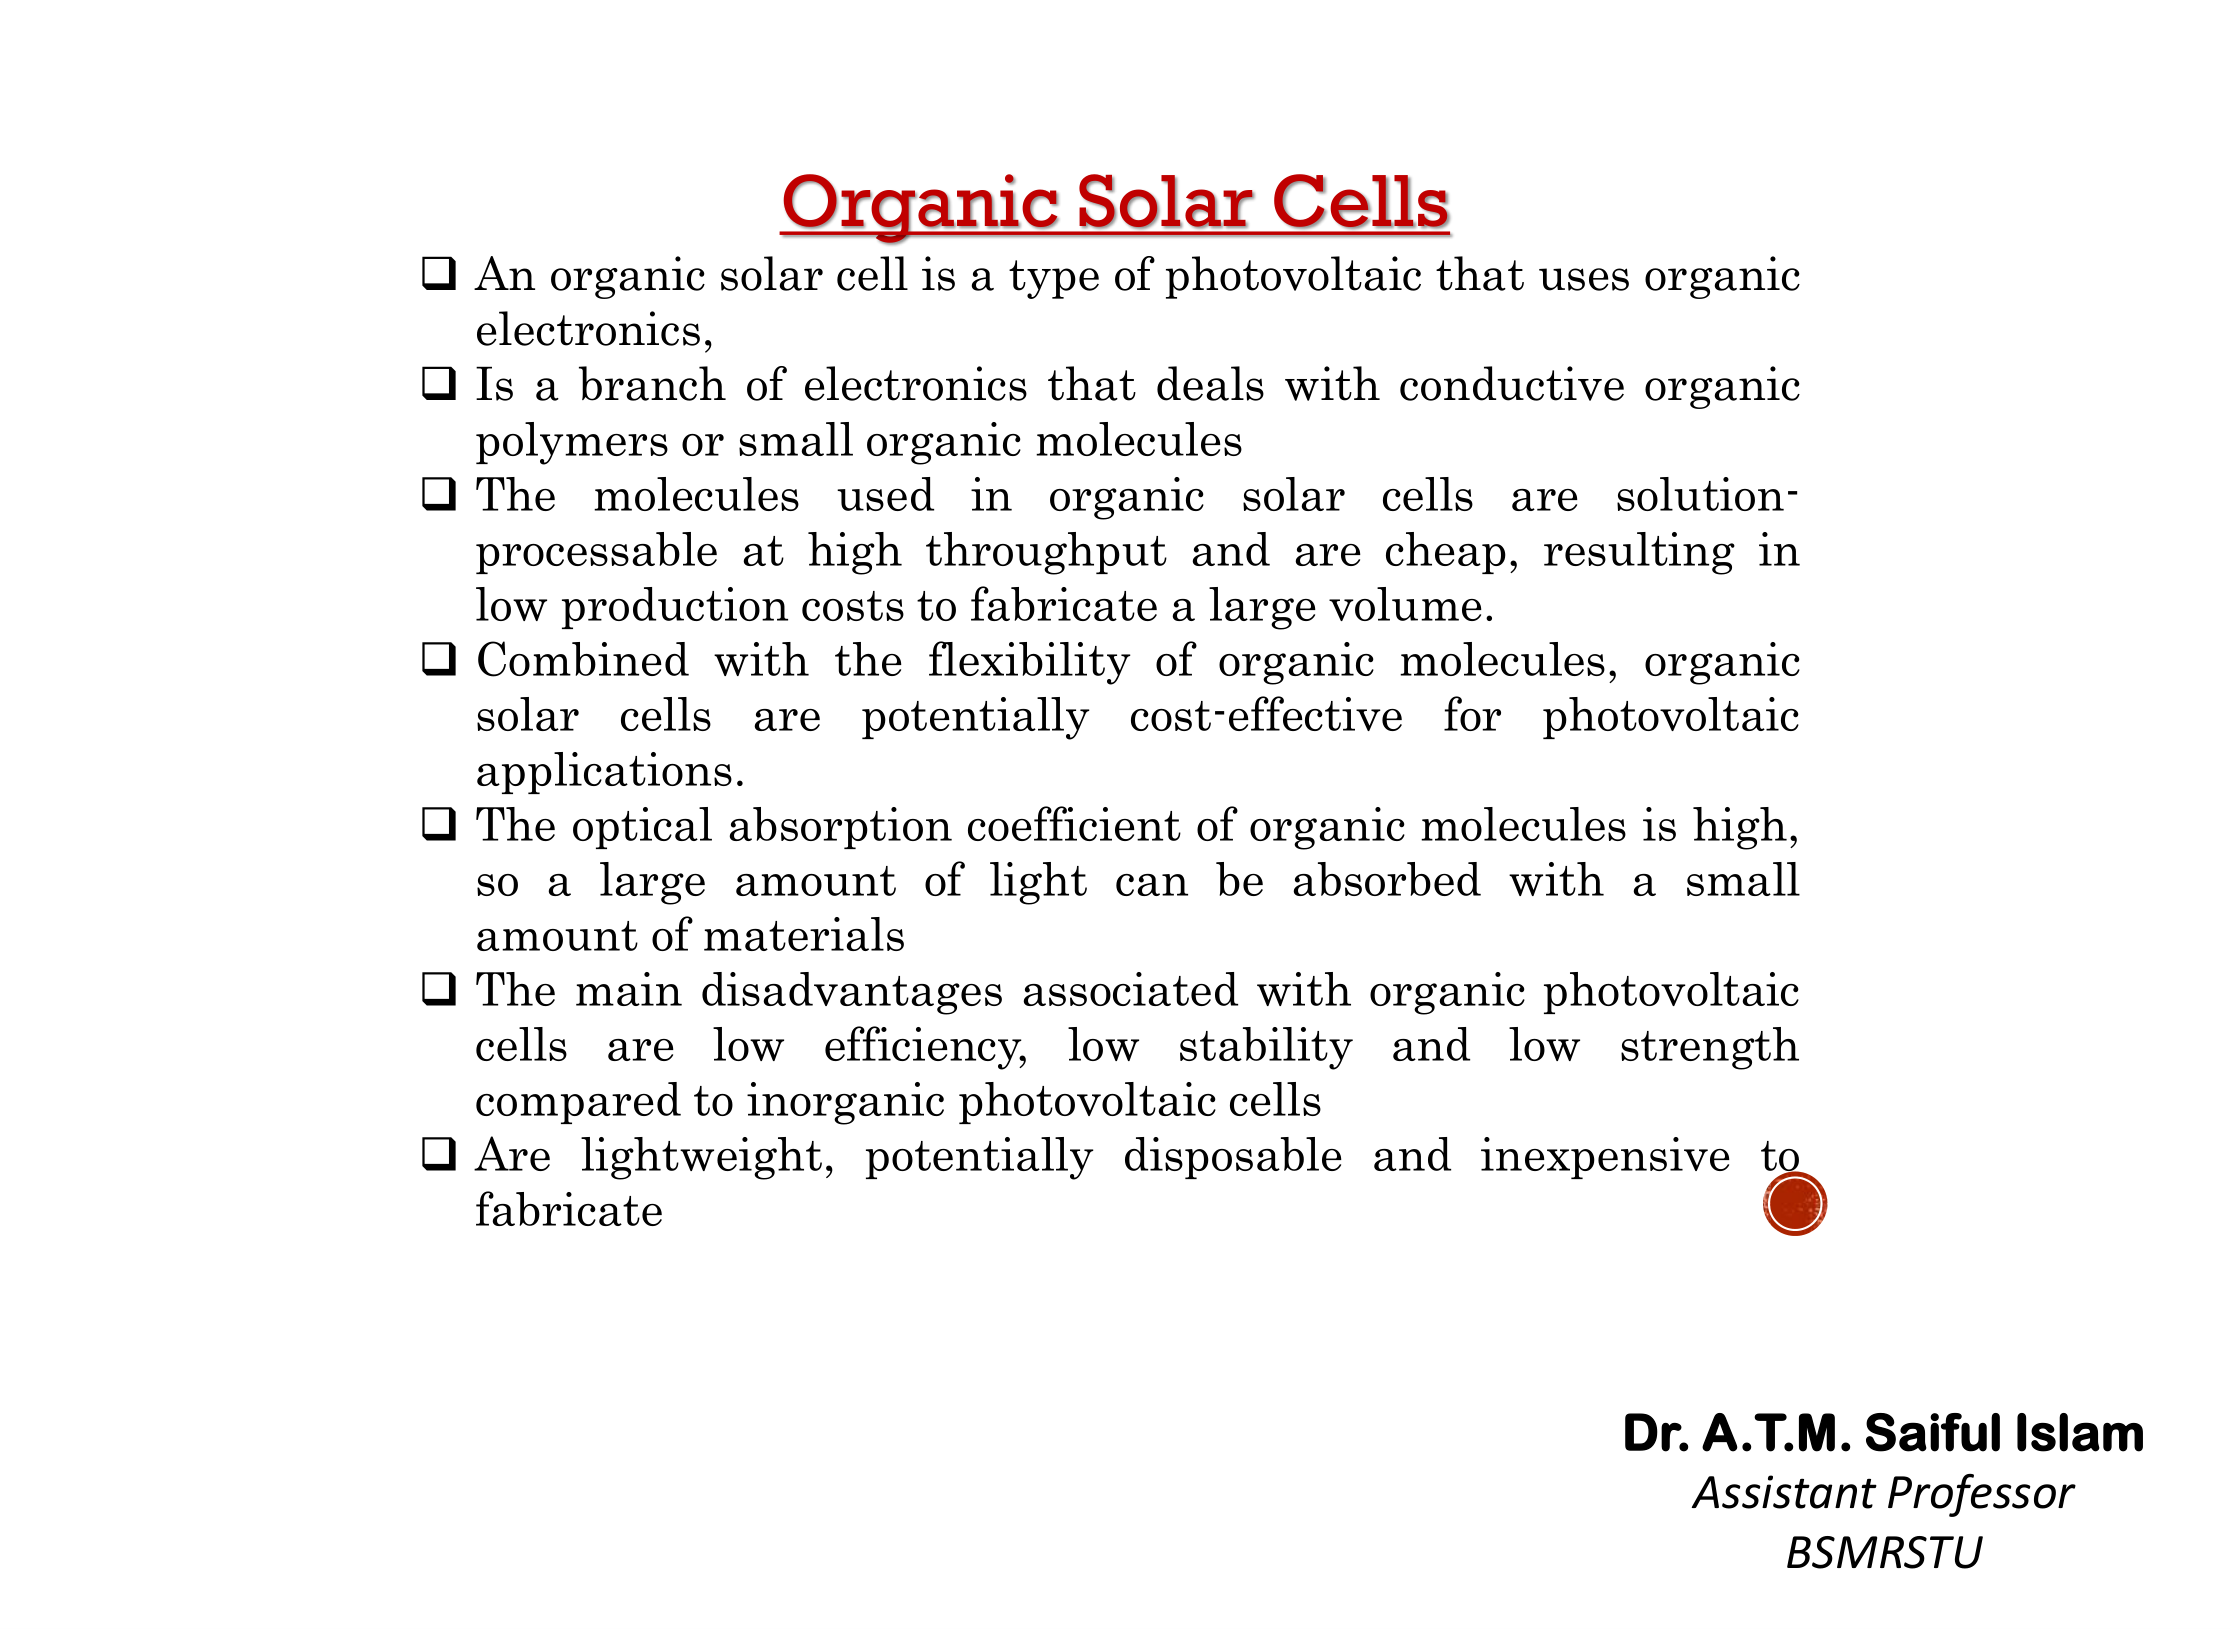 Organic Solar Cells
❑ An organic solar cell is a type of photovoltaic that uses organic
electronics,
❑ Is a branch of electronics that deals with conductive organic
polymers or small organic molecules
❑ The molecules used in organic solar cells are solution-
processable at high throughput and are cheap, resulting in
low production costs to fabricate a large volume.
❑ Combined with the flexibility of organic molecules, organic
solar cells are potentially cost-effective for photovoltaic
applications.
❑ The optical absorption coefficient of organic molecules is high,
so a large amount of light can be absorbed with a small
amount of materials
❑ The main disadvantages associated with organic photovoltaic
cells are low efficiency, low stability and low strength
compared to inorganic photovoltaic cells
❑ Are lightweight, potentially disposable and inexpensive to
fabricate
Dr. A.T.M. Saiful Islam
Assistant Professor
BSMRSTU